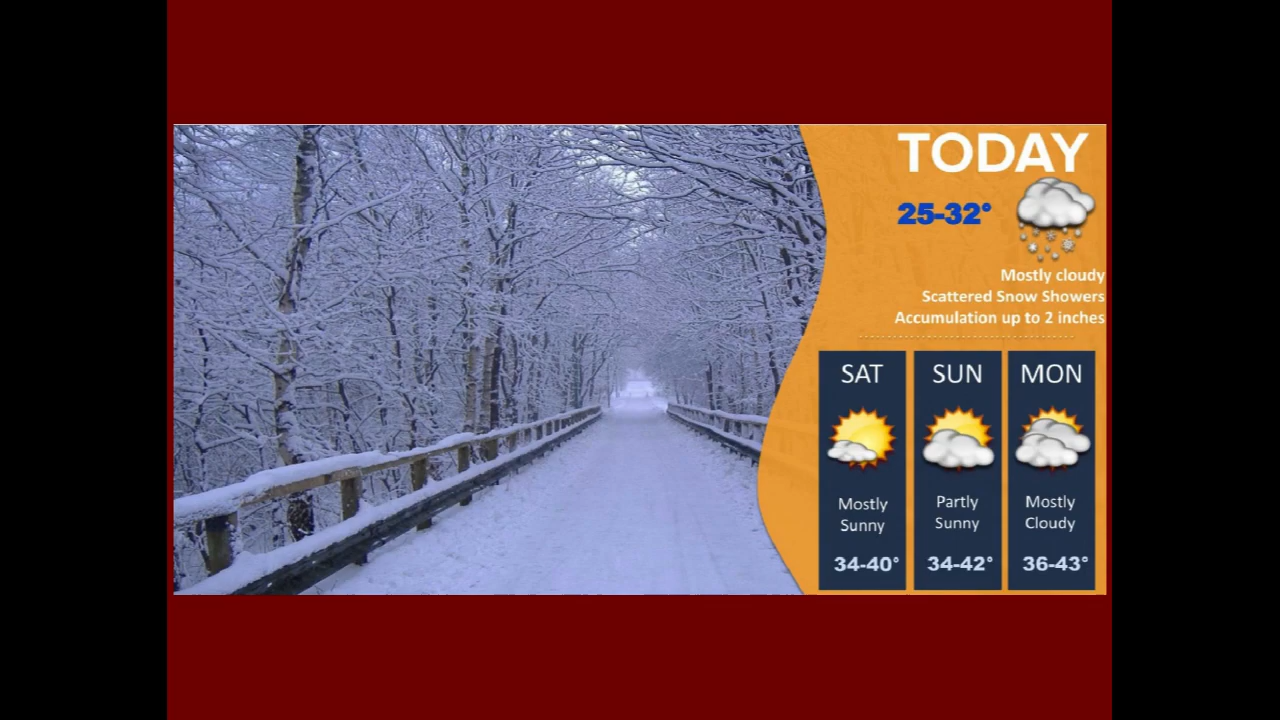 TODAY
25-32°
Mostly cloudy
Scattered Snow Showers
Accumulation up to 2 inches
SAT
Mostly
Sunny
34-40°
SUN
Partly
Sunny
34-42°
MON
Mostly
Cloudy
36-43°